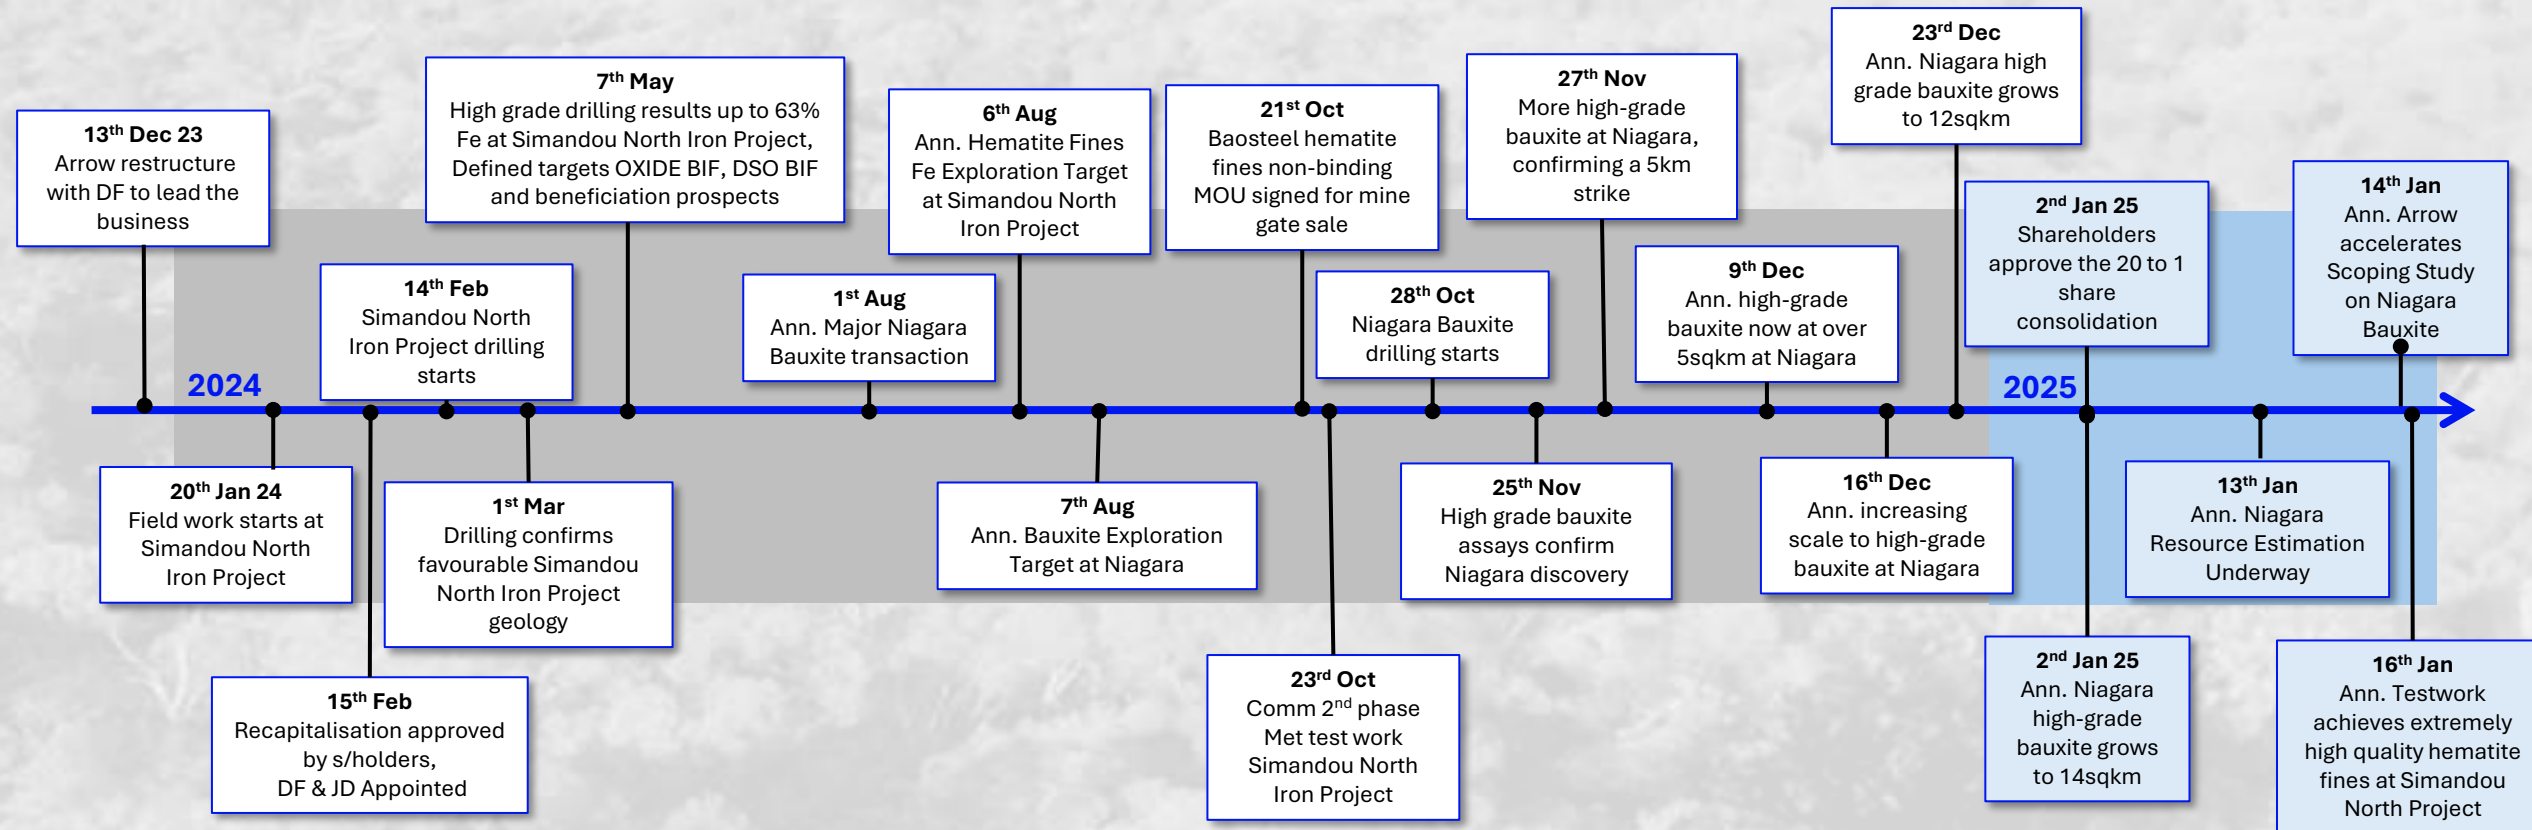 13th Dec 23
Arrow restructure
with DF to lead the
business
2024
20th Jan 24
Field work starts at
Simandou North
Iron Project
14th Feb
Simandou North
Iron Project drilling
starts
15th Feb
Recapitalisation approved
by s/holders,
DF & JD Appointed
1st Mar
Drilling confirms
favourable Simandou
North Iron Project
geology
7th May
High grade drilling results up to 63%
Fe at Simandou North Iron Project,
Defined targets OXIDE BIF, DSO BIF
and beneficiation prospects
1st Aug
Ann. Major Niagara
Bauxite transaction
6th Aug
Ann. Hematite Fines
Fe Exploration Target
at Simandou North
Iron Project
7th Aug
Ann. Bauxite Exploration
Target at Niagara
21st Oct
Baosteel hematite
fines non-binding
MOU signed for mine
gate sale
23rd Oct
Comm 2nd phase
Met test work
Simandou North
Iron Project
28th Oct
Niagara Bauxite
drilling starts
25th Nov
High grade bauxite
assays confirm
Niagara discovery
27th Nov
More high-grade
bauxite at Niagara,
confirming a 5km
strike
9th Dec
Ann. high-grade
bauxite now at over
5sqkm at Niagara
16th Dec
Ann. increasing
scale to high-grade
bauxite at Niagara
23rd Dec
Ann. Niagara high
grade bauxite grows
to 12sqkm
2025
2nd Jan 25
Shareholders
approve the 20 to 1
share
consolidation
2nd Jan 25
Ann. Niagara
high-grade
bauxite grows
to 14sqkm
13th Jan
Ann. Niagara
Resource Estimation
Underway
14th Jan
Ann. Arrow
accelerates
Scoping Study
on Niagara
Bauxite
16th Jan
Ann. Testwork
achieves extremely
high quality hematite
fines at Simandou
North Project